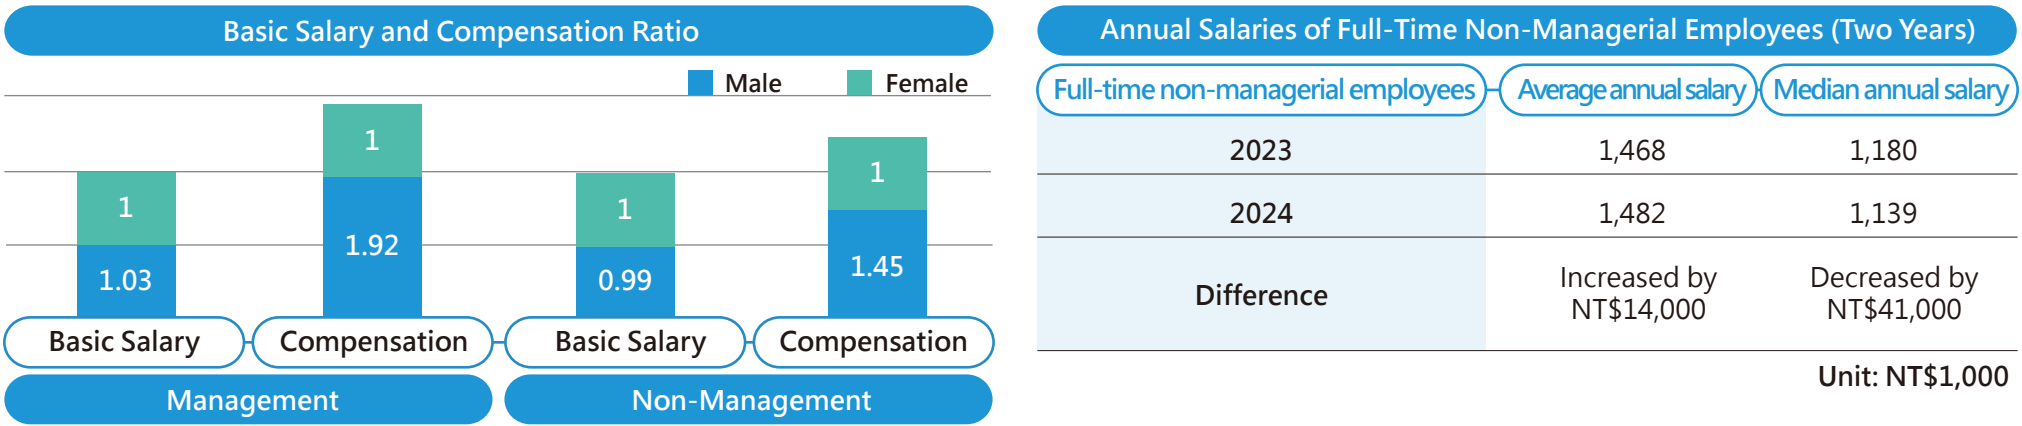 Basic Salary and Compensation Ratio
Male Female
1 1 1 1
1.03 1.92 0.99 1.45
Basic Salary Compensation Basic Salary Compensation
Management Non-Management
Annual Salaries of Full-Time Non-Managerial Employees (Two Years)
Full-time non-managerial employees Average annual salary Median annual salary
2023 1,468 1,180
2024 1,482 1,139
Difference Increased by NT$14,000 Decreased by NT$41,000
Unit: NT$1,000